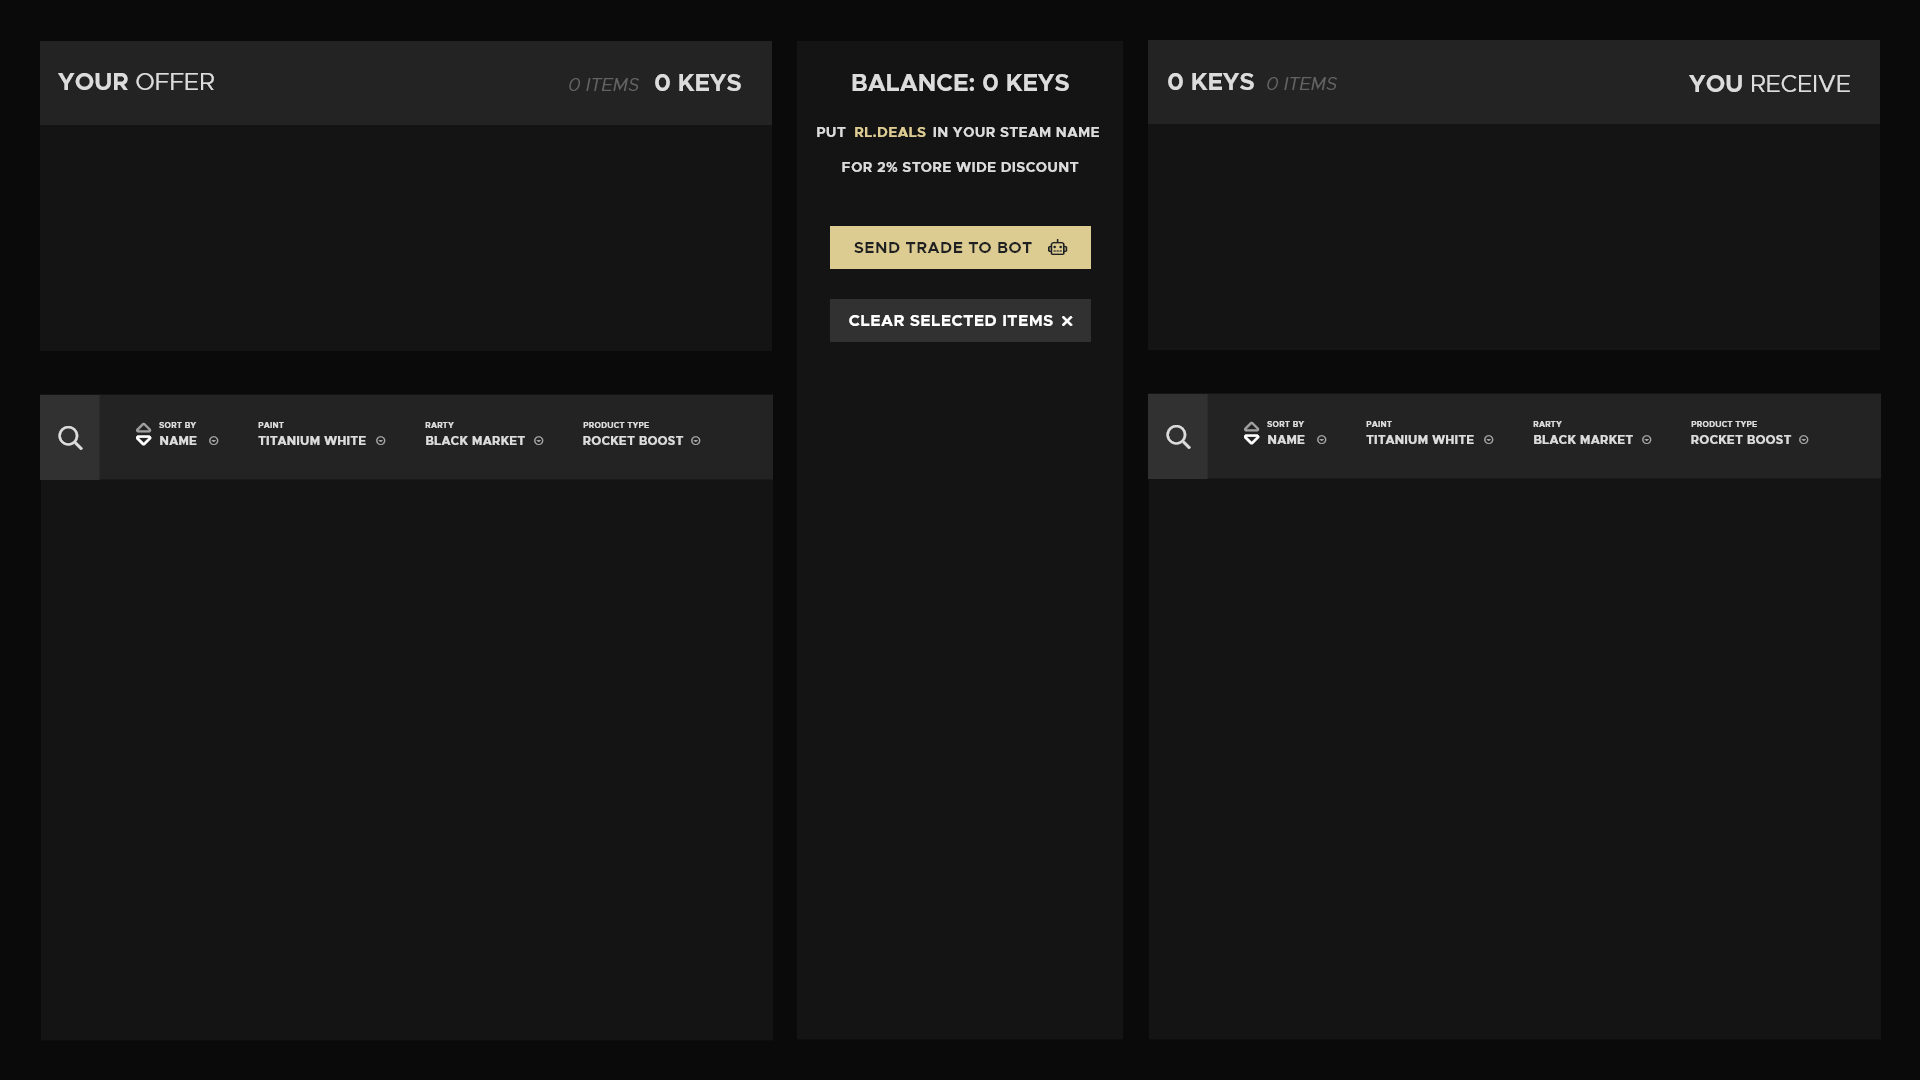 YOUR OFFER
0 ITEMS 0 KEYS
BALANCE: 0 KEYS
PUT RL.DEALS IN YOUR STEAM NAME
FOR 2% STORE WIDE DISCOUNT
SEND TRADE TO BOT
CLEAR SELECTED ITEMS
0 KEYS 0 ITEMS
YOU RECEIVE
SORT BY
NAME
PAINT
TITANIUM WHITE
RARTY
BLACK MARKET
PRODUCT TYPE
ROCKET BOOST
SORT BY
NAME
PAINT
TITANIUM WHITE
RARTY
BLACK MARKET
PRODUCT TYPE
ROCKET BOOST